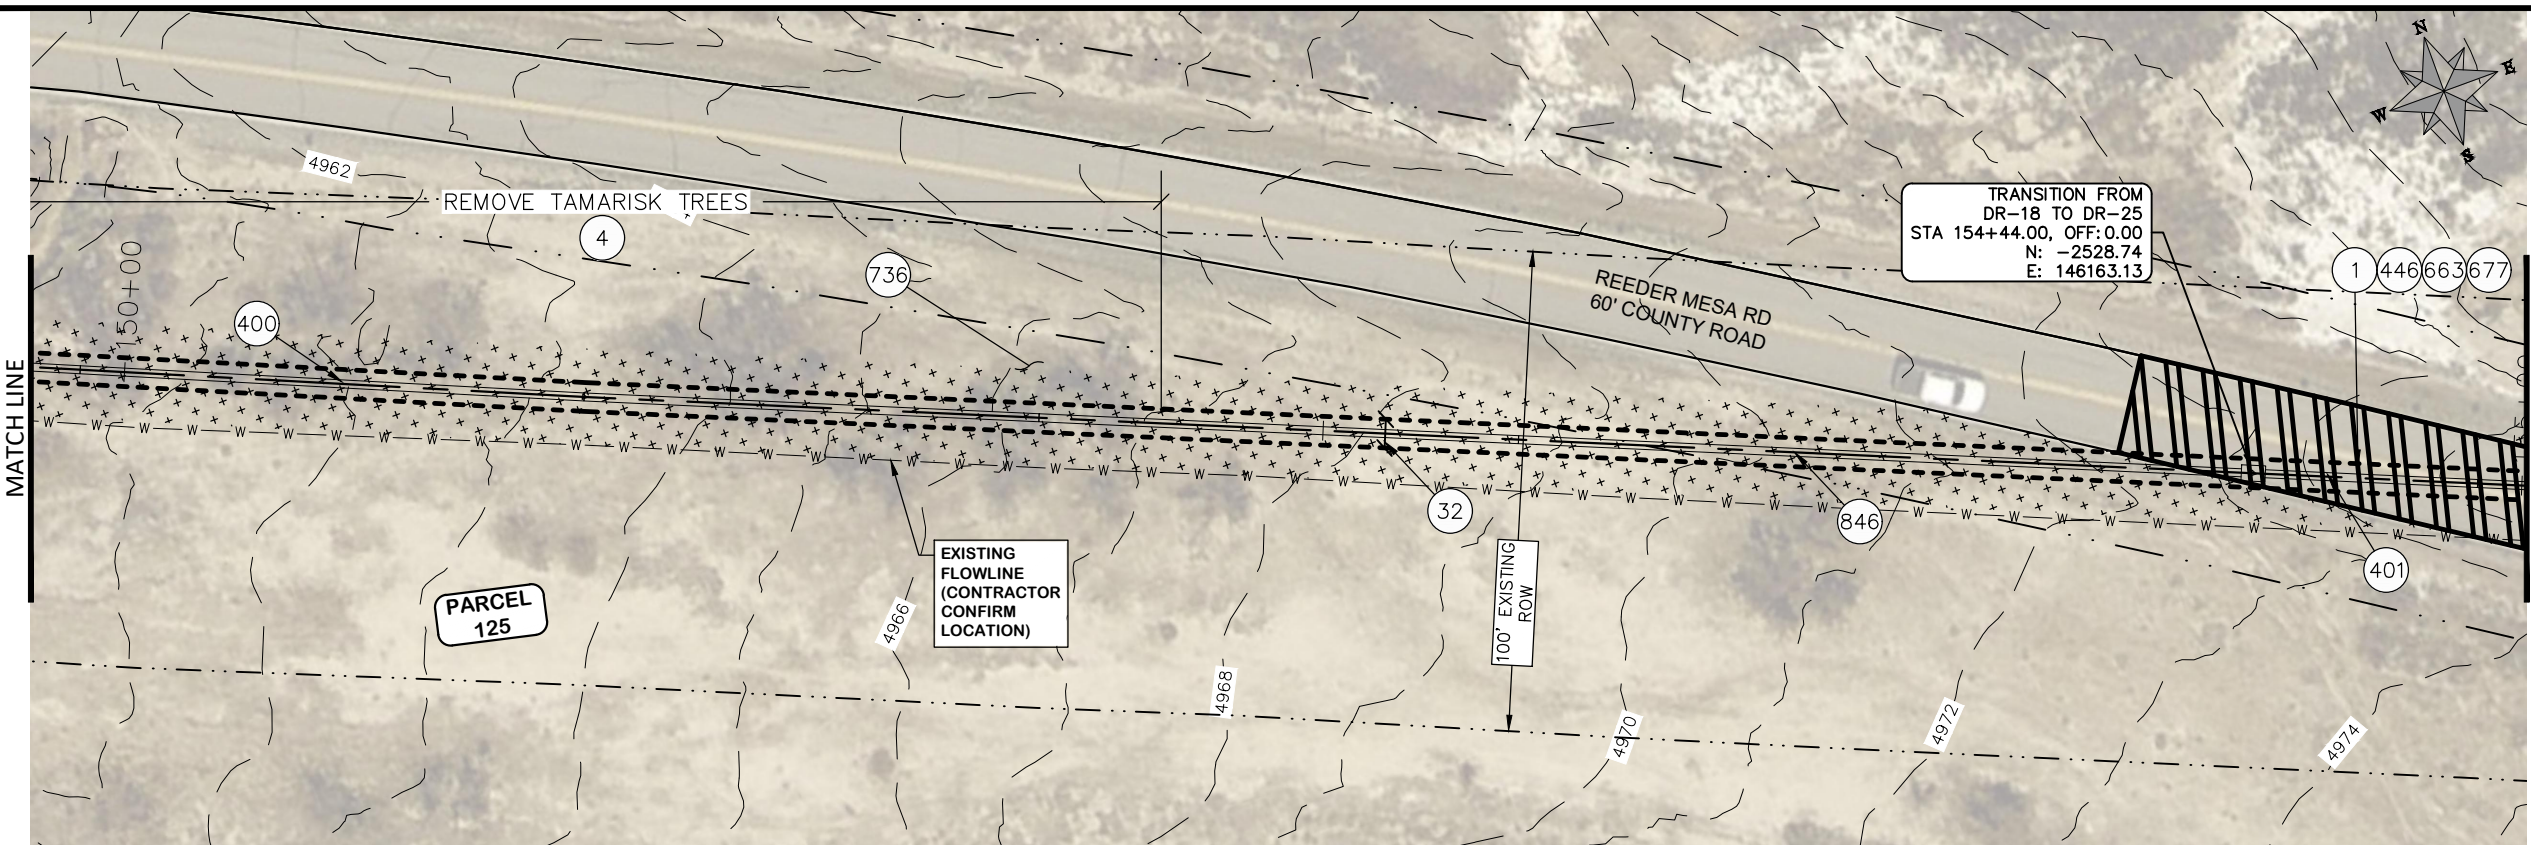 N
E
W
S
4962
REMOVE TAMARISK TREES
4
736
150+00
400
MATCH LINE
TRANSITION FROM
DR-18 TO DR-25
STA 154+44.00, OFF:0.00
N: -2528.74
E: 146163.13
1 446 663 677
REEDER MESA RD
60' COUNTY ROAD
32
846
401
EXISTING
FLOWLINE
(CONTRACTOR
CONFIRM
LOCATION)
PARCEL
125
100' EXISTING
ROW
4966
4968
4970
4972
4974
W W W W W W W W W W W W W W W W W W W W W W W W W W W W W W W W W W W W W W W W W W W W W W W W W W W W